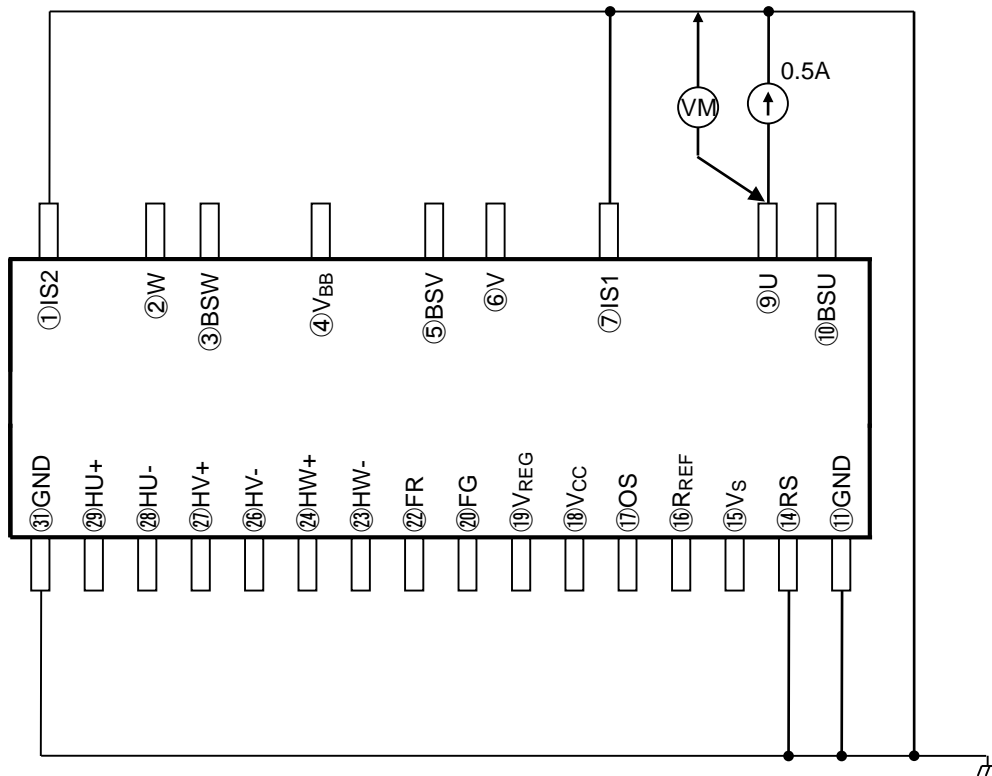 0.5A
VM
①IS2
②W
③BSW
④VBB
⑤BSV
⑥V
⑦IS1
⑨U
⑩BSU
㉛GND
㉙HU+
㉘HU-
㉗HV+
㉖HV-
㉔HW+
㉓HW-
㉒FR
⑳FG
⑲VREG
⑱VCC
⑰OS
⑯RREF
⑮VS
⑭RS
⑪GND